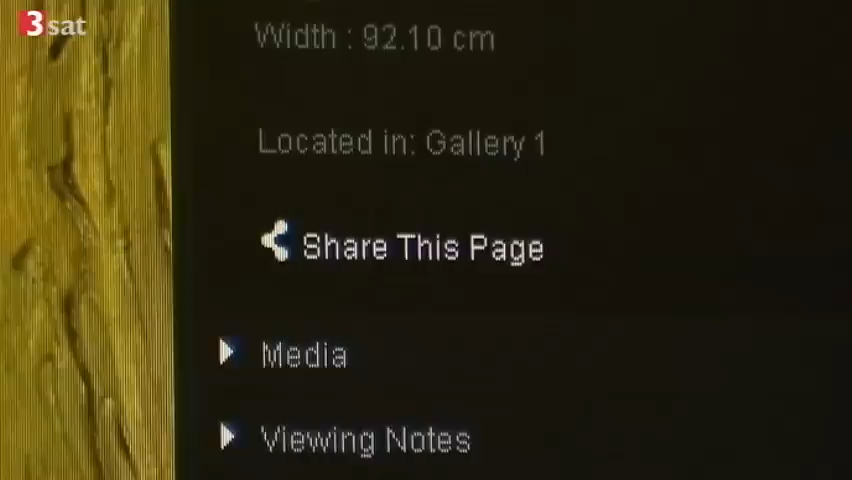 3sat
Width : 92.10 cm
Located in: Gallery 1
Share This Page
Media
Viewing Notes